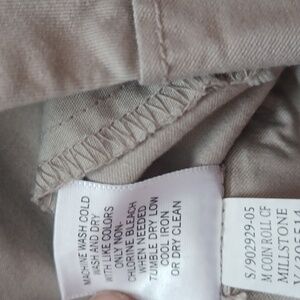 MACHINE WASH COLD
WASH AND DRY
WITH LIKE COLORS
ONLY NON-
CHLORINE BLEACH
WHEN NEEDED
TUMBLE DRY LOW
COOL IRON
OR DRY CLEAN
S/902929-05
M COIN ROLL CF
MILLSTONE